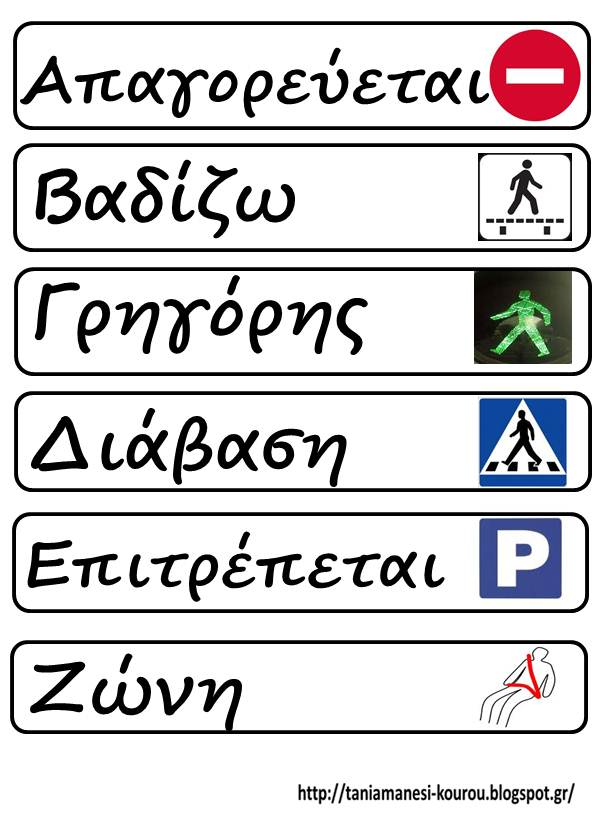 Απαγορεύεται
Βαδίζω
Γρηγόρης
Διάβαση
Επιτρέπεται
P
Ζώνη
http://taniamanesi-kourou.blogspot.gr/